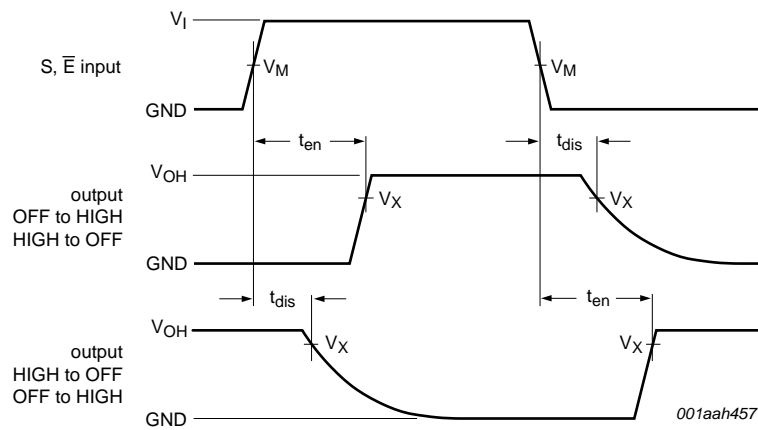 V_I
S, E̅ input
V_M
V_M
GND
t_en
t_dis
V_OH
output
OFF to HIGH
HIGH to OFF
V_X
V_X
GND
t_dis
t_en
V_OH
output
HIGH to OFF
OFF to HIGH
V_X
V_X
GND
001aah457